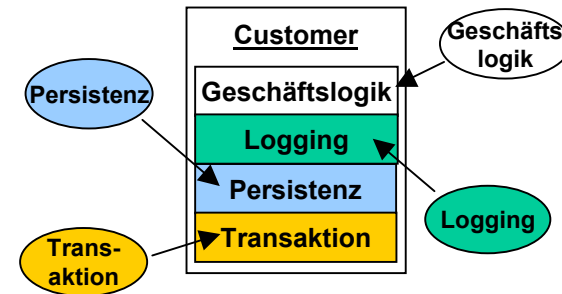 Customer
Geschäfts
logik
Persistenz
Geschäftslogik
Logging
Persistenz
Logging
Transaktion
Trans-
aktion